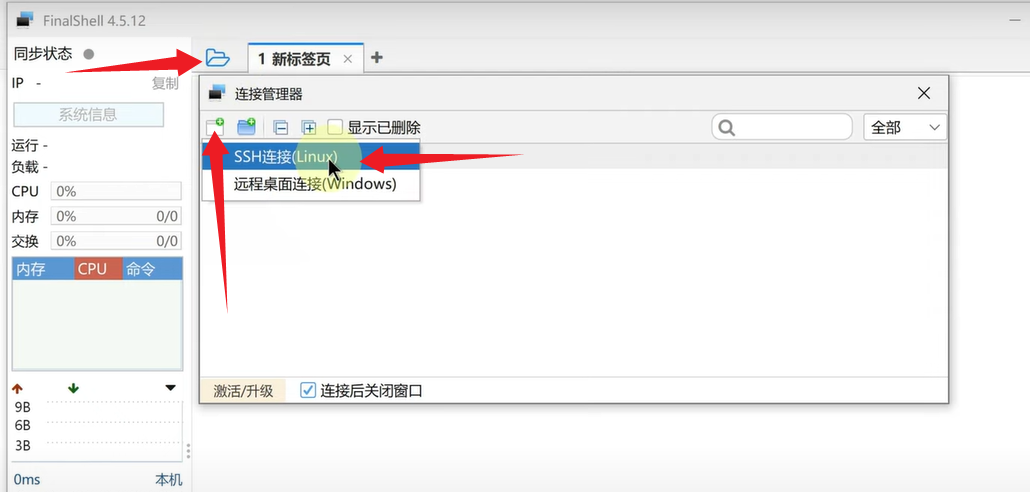 FinalShell 4.5.12
同步状态
1 新标签页
IP -
复制
系统信息
运行 -
负载 -
CPU 0%
内存 0% 0/0
交换 0% 0/0
内存 CPU 命令
9B
6B
3B
0ms 本机
连接管理器
显示已删除
全部
SSH连接(Linux)
远程桌面连接(Windows)
激活/升级
连接后关闭窗口